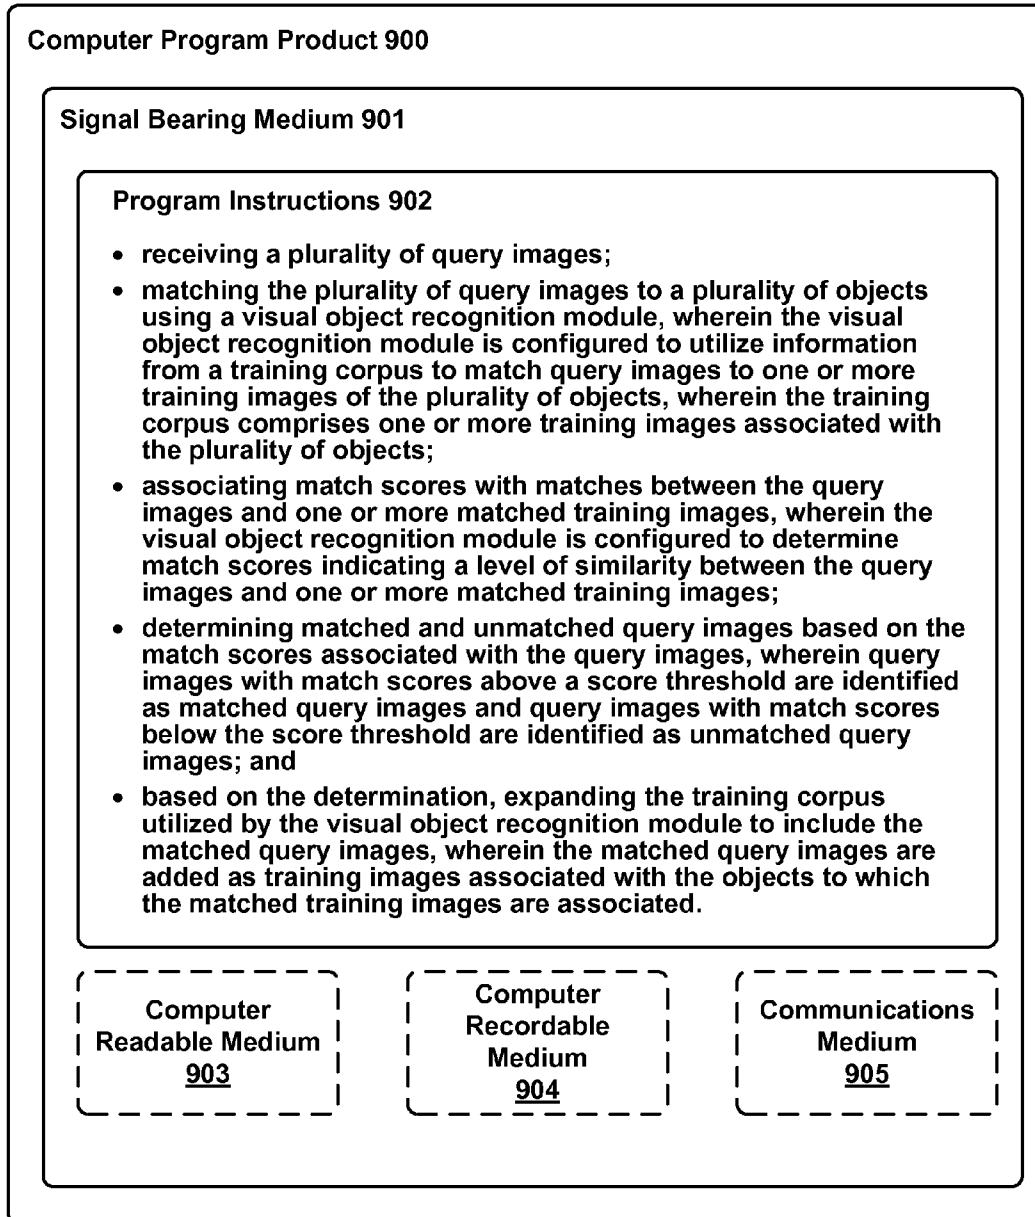 Computer Program Product 900
Signal Bearing Medium 901
Program Instructions 902
• receiving a plurality of query images;
• matching the plurality of query images to a plurality of objects
using a visual object recognition module, wherein the visual
object recognition module is configured to utilize information
from a training corpus to match query images to one or more
training images of the plurality of objects, wherein the training
corpus comprises one or more training images associated with
the plurality of objects;
• associating match scores with matches between the query
images and one or more matched training images, wherein the
visual object recognition module is configured to determine
match scores indicating a level of similarity between the query
images and one or more matched training images;
• determining matched and unmatched query images based on the
match scores associated with the query images, wherein query
images with match scores above a score threshold are identified
as matched query images and query images with match scores
below the score threshold are identified as unmatched query
images; and
• based on the determination, expanding the training corpus
utilized by the visual object recognition module to include the
matched query images, wherein the matched query images are
added as training images associated with the objects to which
the matched training images are associated.
Computer
Readable Medium
903
Computer
Recordable
Medium
904
Communications
Medium
905